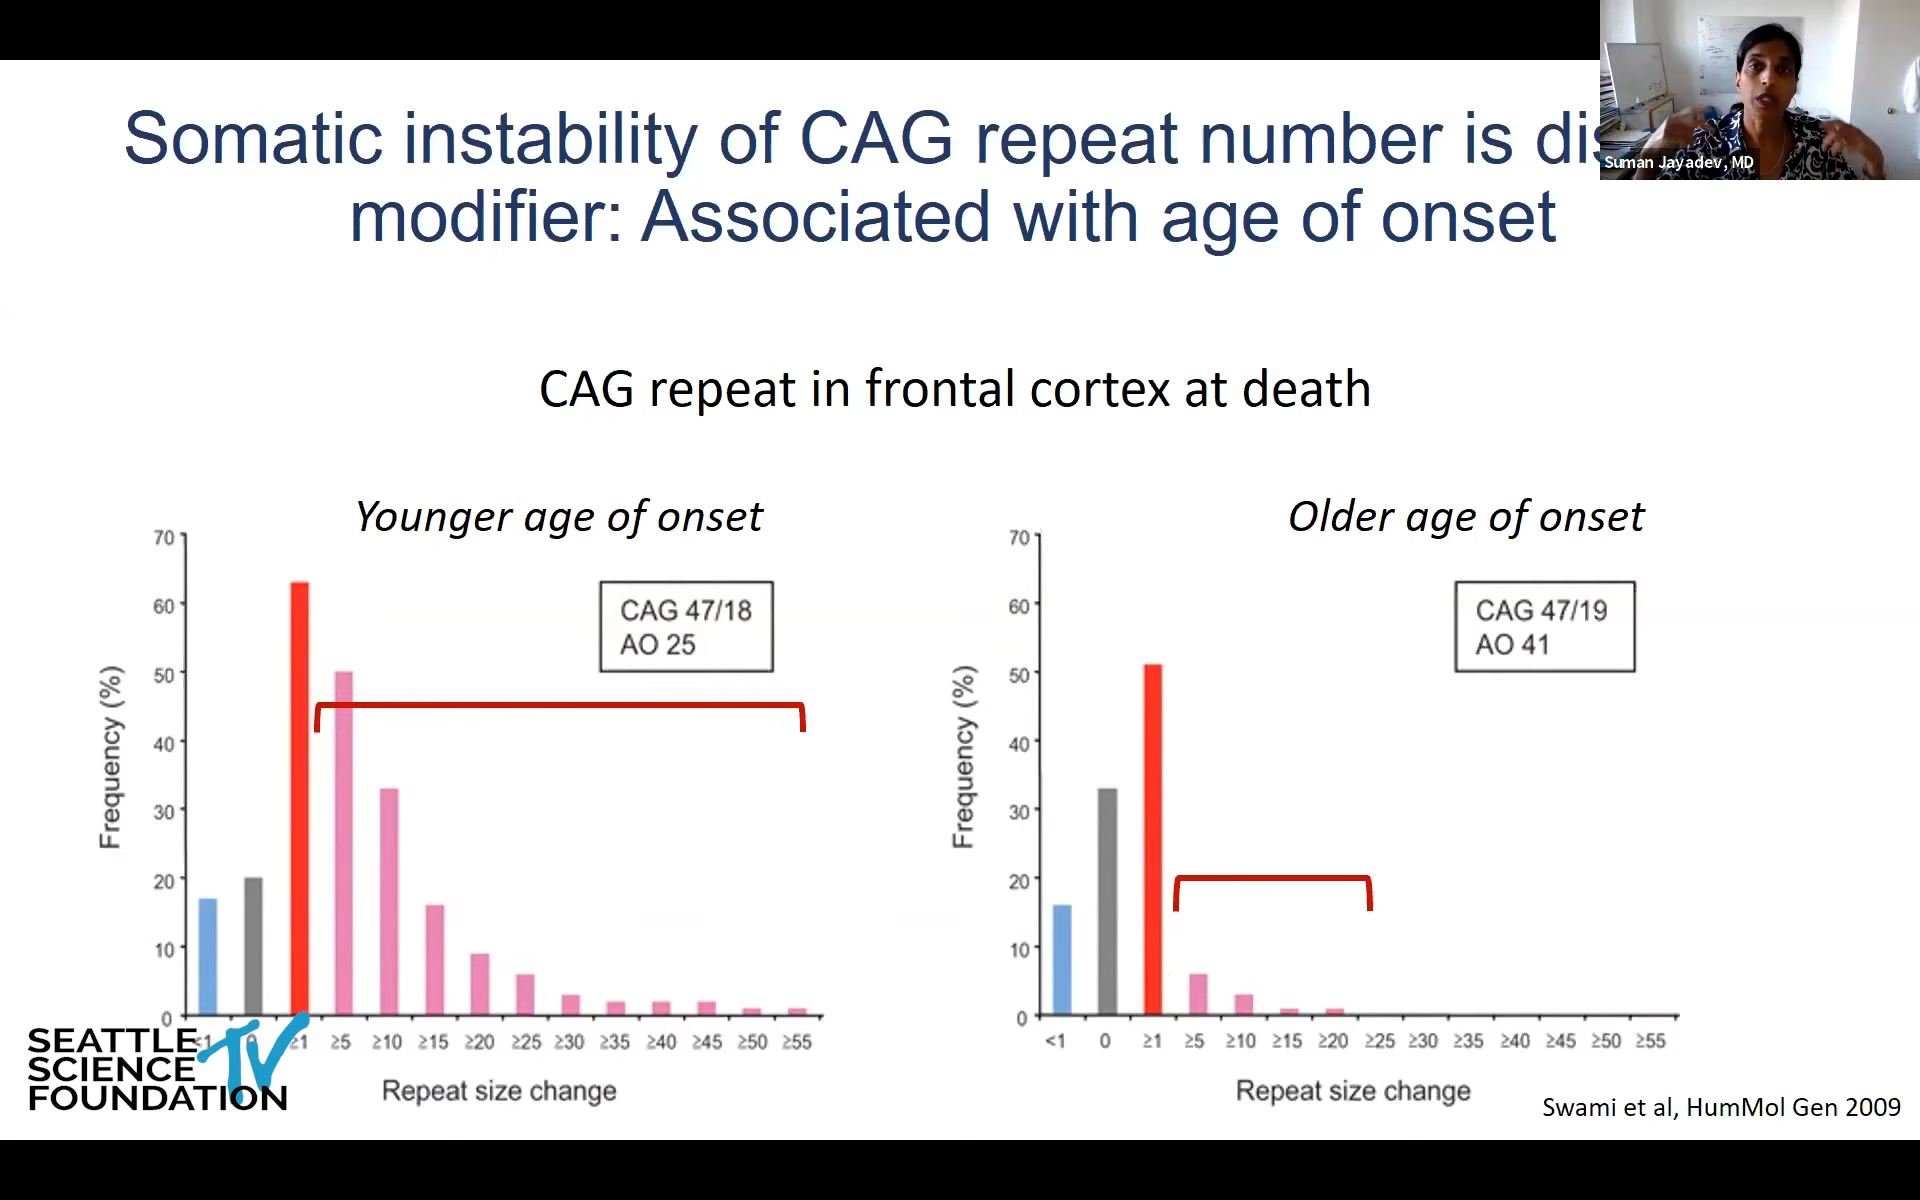 Somatic instability of CAG repeat number is
modifier: Associated with age of onset
Suman Jayadev, MD
CAG repeat in frontal cortex at death
Younger age of onset
70
60
50
40
30
20
10
0
Frequency (%)
CAG 47/18
AO 25
≥5 ≥10 ≥15 ≥20 ≥25 ≥30 ≥35 ≥40 ≥45 ≥50 ≥55
Repeat size change
Older age of onset
70
60
50
40
30
20
10
0
Frequency (%)
CAG 47/19
AO 41
<1 0 ≥1 ≥5 ≥10 ≥15 ≥20 ≥25 ≥30 ≥35 ≥40 ≥45 ≥50 ≥55
Repeat size change
SEATTLE
SCIENCE
FOUNDATION
TV
Swami et al, HumMol Gen 2009